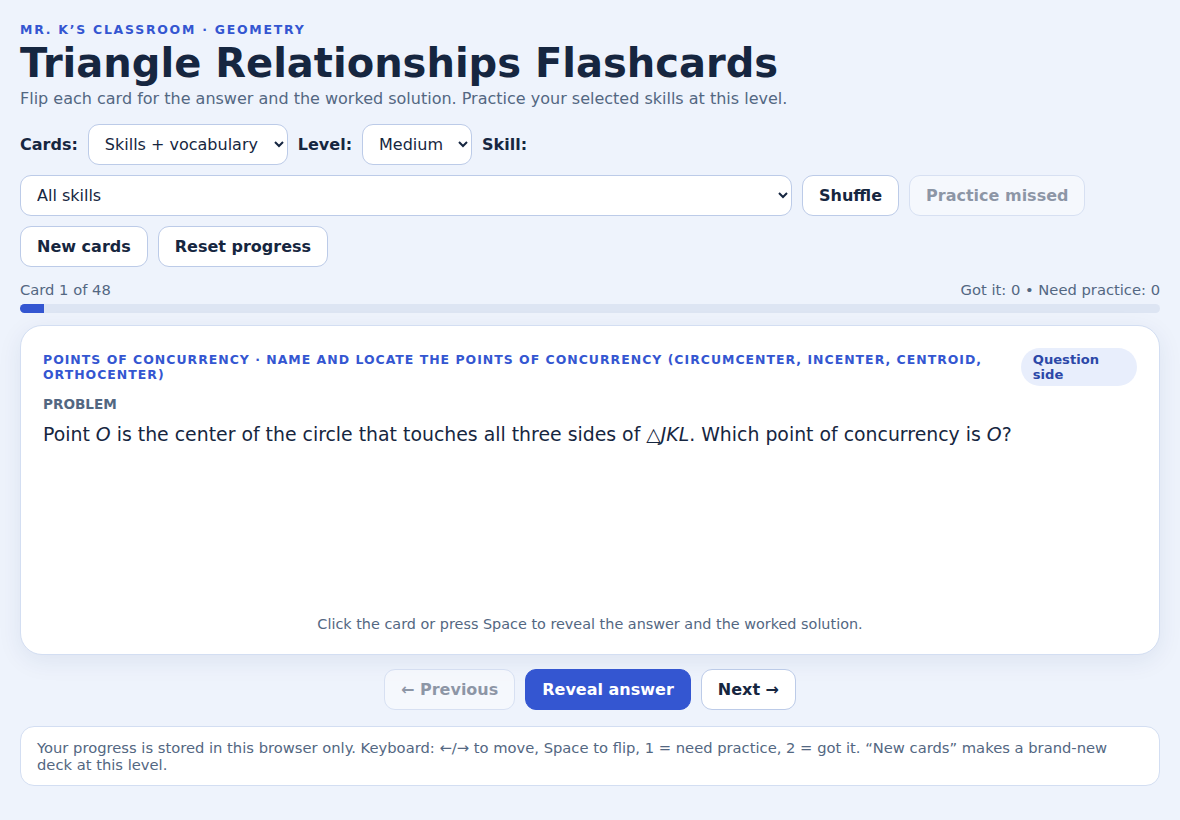 MR. K’S CLASSROOM · GEOMETRY
Triangle Relationships Flashcards
Flip each card for the answer and the worked solution. Practice your selected skills at this level.
Cards: Skills + vocabulary Level: Medium Skill:
All skills Shuffle Practice missed
New cards Reset progress
Card 1 of 48 Got it: 0 • Need practice: 0
POINTS OF CONCURRENCY · NAME AND LOCATE THE POINTS OF CONCURRENCY (CIRCUMCENTER, INCENTER, CENTROID,
ORTHOCENTER)
Question
side
PROBLEM
Point O is the center of the circle that touches all three sides of △JKL. Which point of concurrency is O?
Click the card or press Space to reveal the answer and the worked solution.
← Previous Reveal answer Next →
Your progress is stored in this browser only. Keyboard: ←/→ to move, Space to flip, 1 = need practice, 2 = got it. “New cards” makes a brand-new
deck at this level.